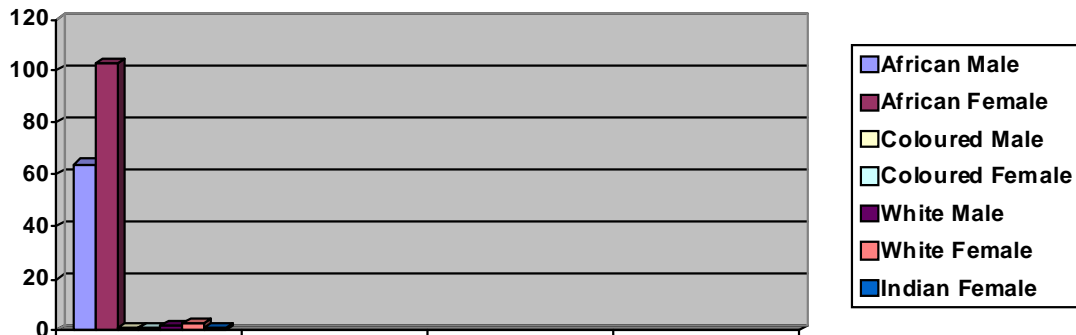 120
100
80
60
40
20
0
African Male
African Female
Coloured Male
Coloured Female
White Male
White Female
Indian Female